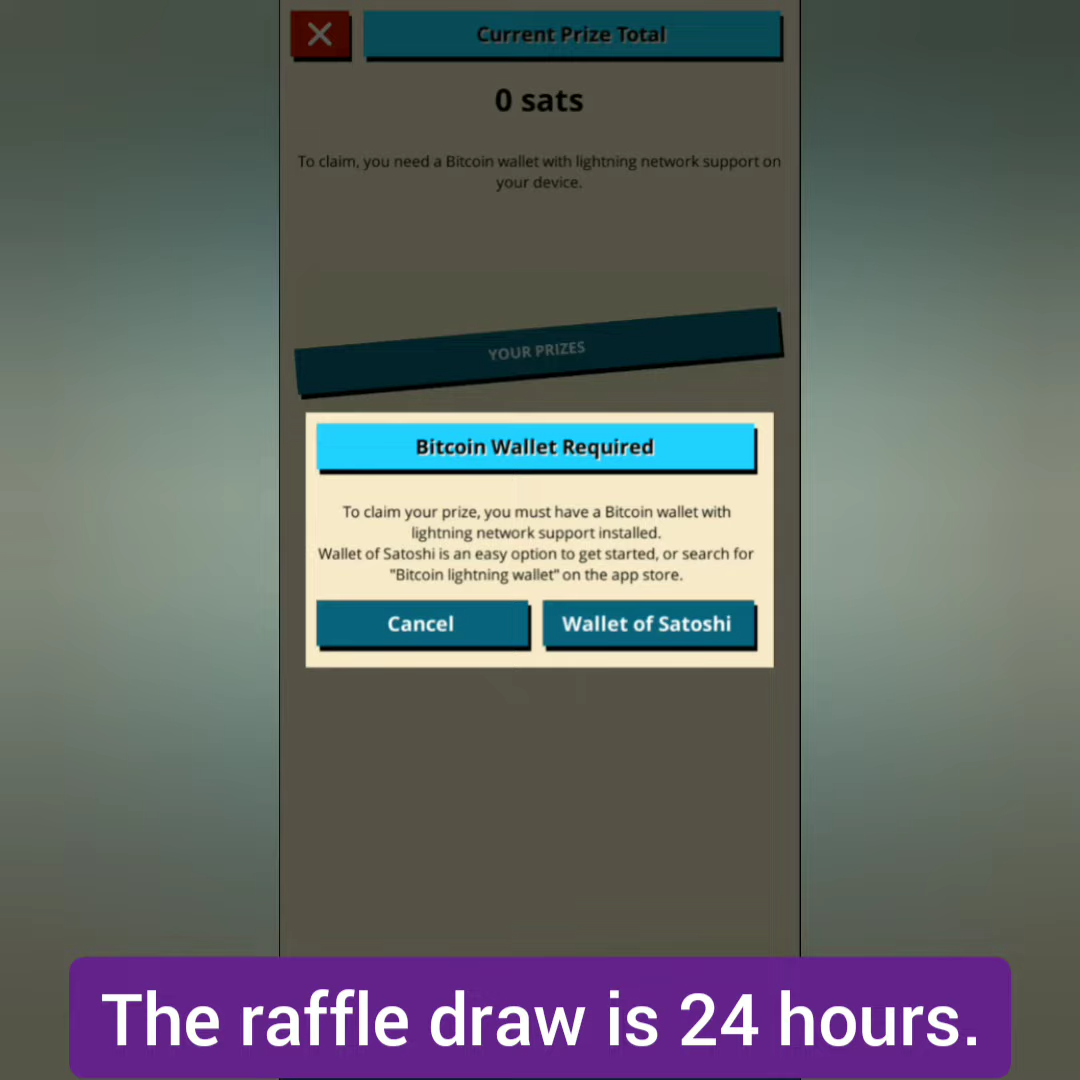 Current Prize Total
0 sats
To claim, you need a Bitcoin wallet with lightning network support on
your device.
YOUR PRIZES
Bitcoin Wallet Required
To claim your prize, you must have a Bitcoin wallet with
lightning network support installed.
Wallet of Satoshi is an easy option to get started, or search for
"Bitcoin lightning wallet" on the app store.
Cancel
Wallet of Satoshi
The raffle draw is 24 hours.